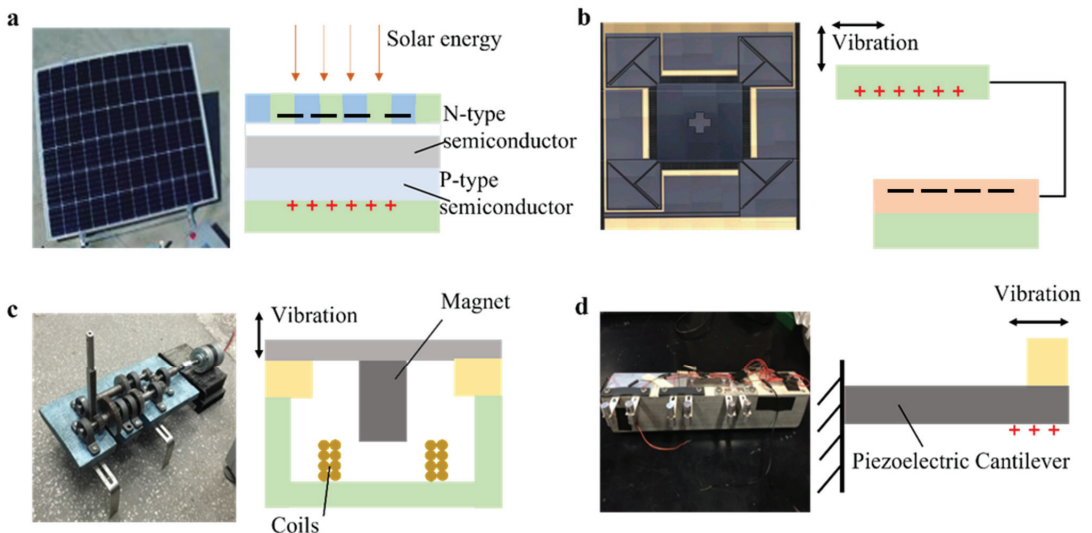 a
Solar energy
N-type
semiconductor
P-type
semiconductor
b
Vibration
c
Vibration
Magnet
Coils
d
Vibration
Piezoelectric Cantilever